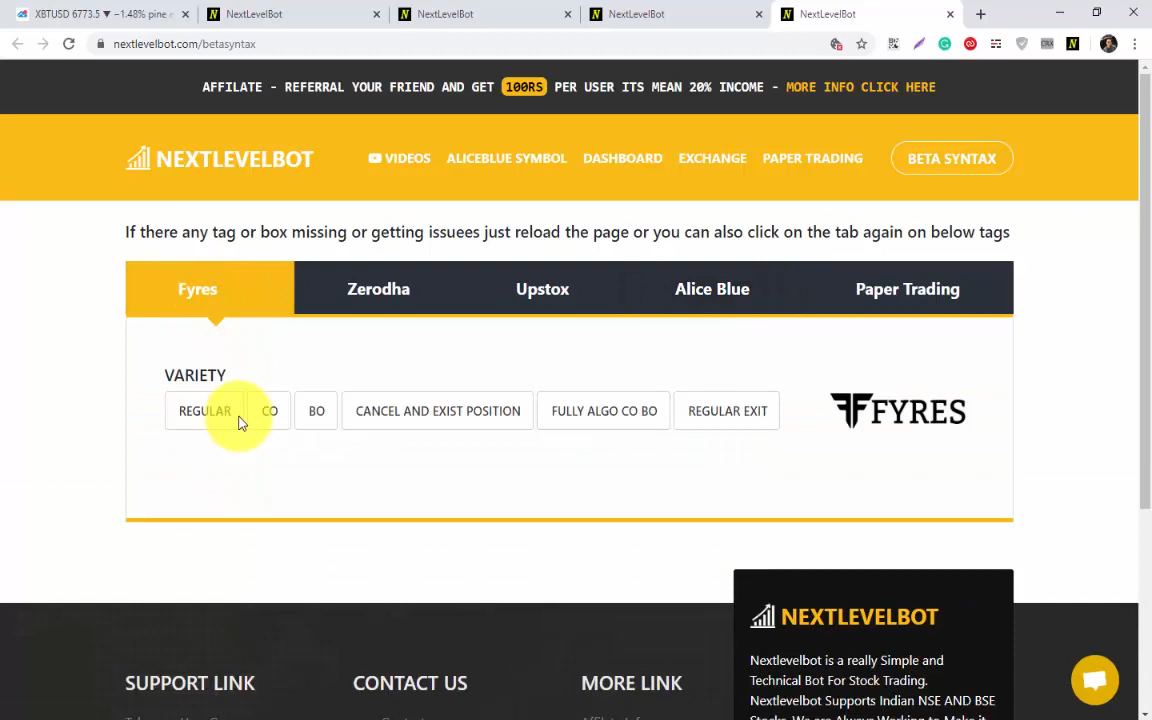 XBTUSD 6773.5 ▼ −1.48% pine e
NextLevelBot
NextLevelBot
NextLevelBot
NextLevelBot
nextlevelbot.com/betasyntax
CRX
AFFILATE - REFERRAL YOUR FRIEND AND GET 100RS PER USER ITS MEAN 20% INCOME - MORE INFO CLICK HERE
NEXTLEVELBOT
VIDEOS ALICEBLUE SYMBOL DASHBOARD EXCHANGE PAPER TRADING BETA SYNTAX
If there any tag or box missing or getting issuees just reload the page or you can also click on the tab again on below tags
Fyres Zerodha Upstox Alice Blue Paper Trading
VARIETY
REGULAR CO BO CANCEL AND EXIST POSITION FULLY ALGO CO BO REGULAR EXIT
FYRES
NEXTLEVELBOT
Nextlevelbot is a really Simple and
Technical Bot For Stock Trading.
Nextlevelbot Supports Indian NSE AND BSE
SUPPORT LINK CONTACT US MORE LINK